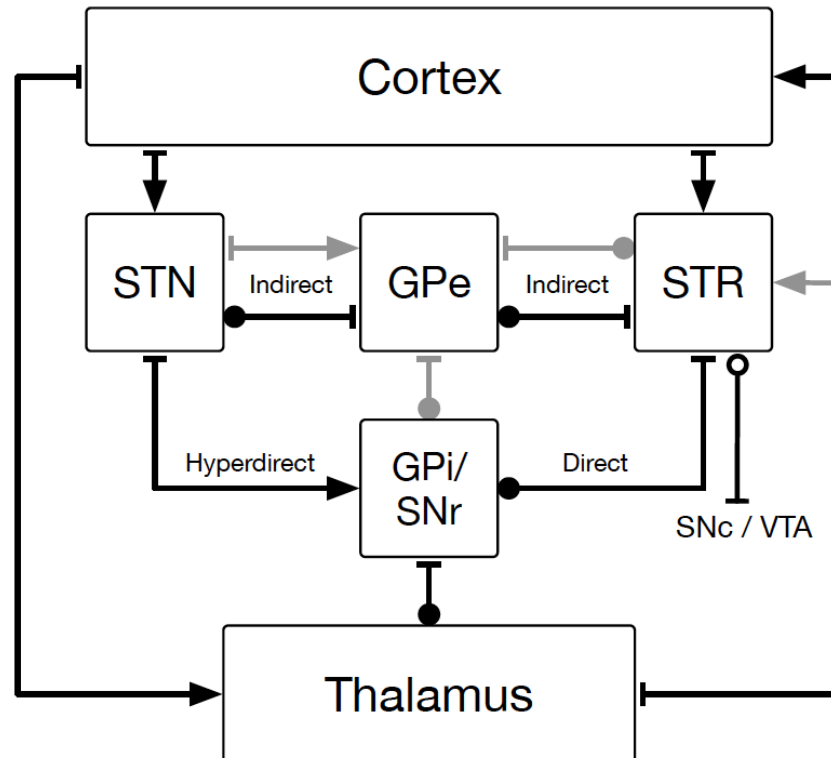 Cortex
STN
Indirect
GPe
Indirect
STR
Hyperdirect
GPi/
SNr
Direct
SNc / VTA
Thalamus